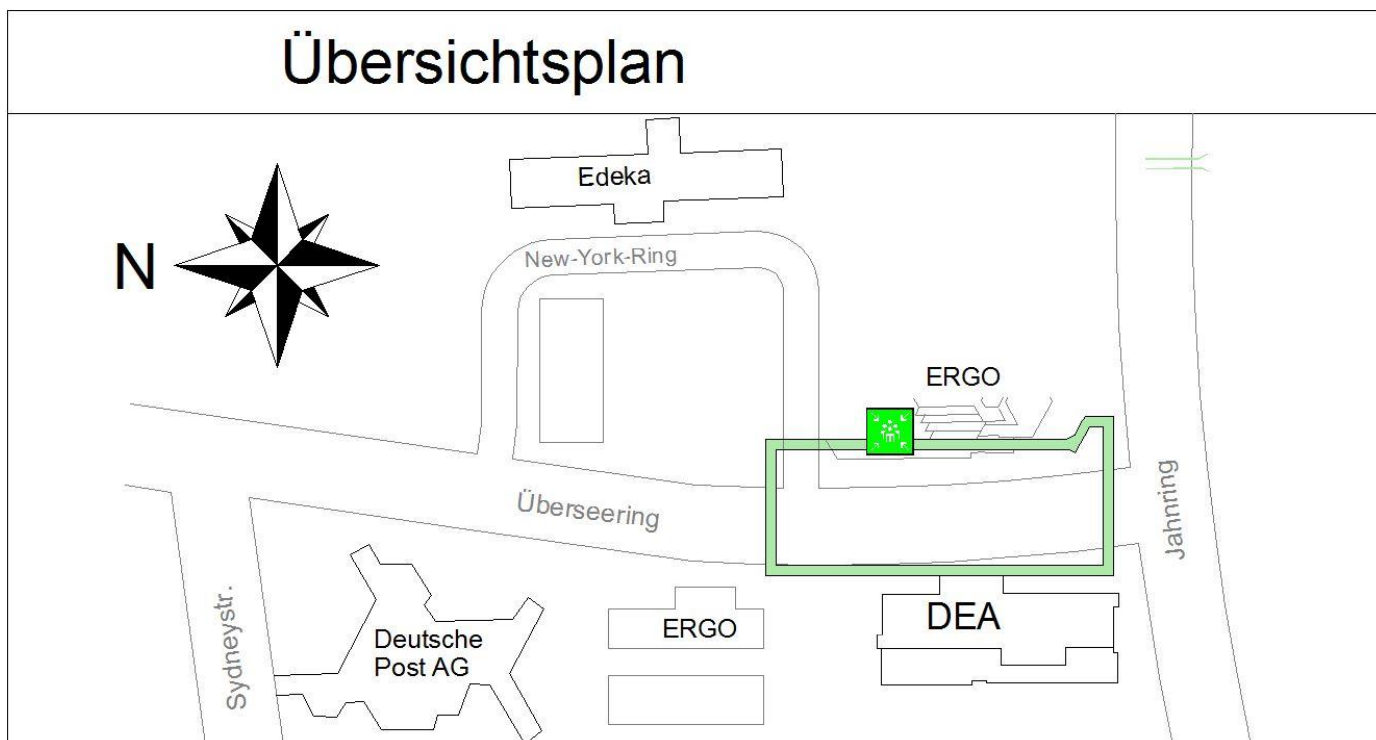 Übersichtsplan
Edeka
N
New-York-Ring
ERGO
Überseering
Jahnring
Sydneystr.
Deutsche
Post AG
ERGO
DEA